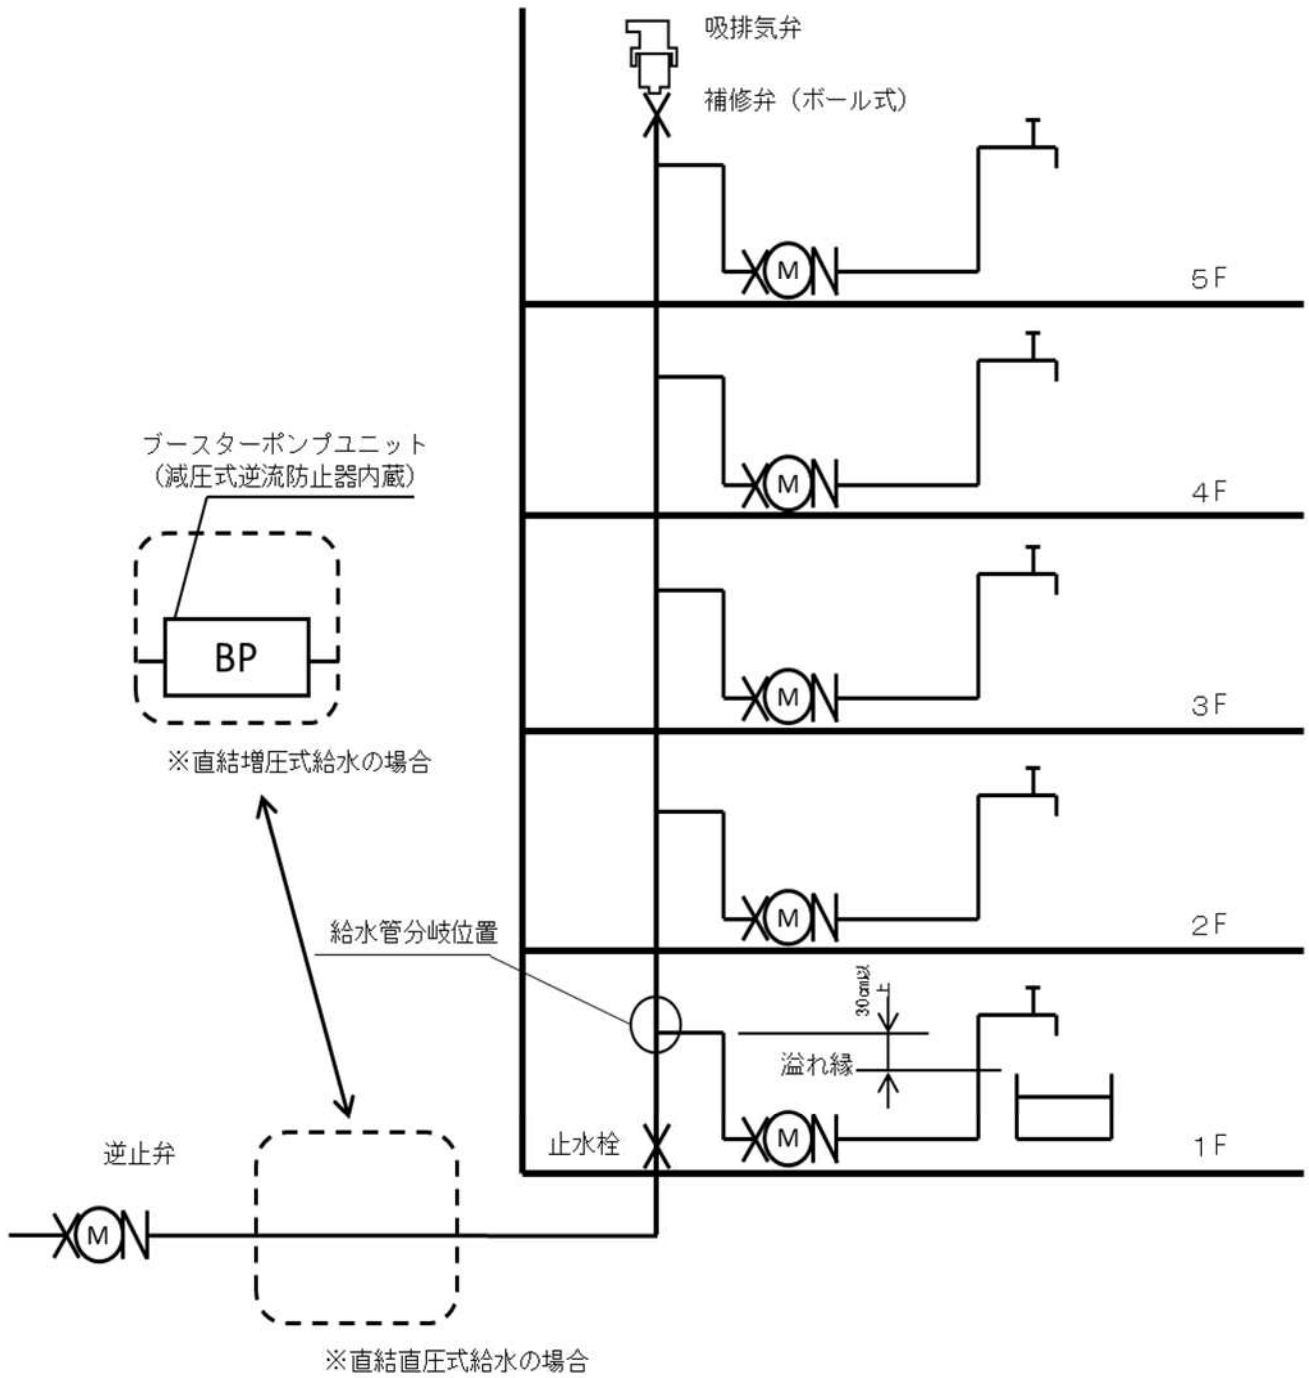 吸排気弁
補修弁（ボール式）
M
5F
M
4F
ブースターポンプユニット
（減圧式逆流防止器内蔵）
BP
M
3F
※直結増圧式給水の場合
給水管分岐位置
M
2F
30cm以
上
溢れ縁
止水栓
M
1F
逆止弁
M
※直結直圧式給水の場合